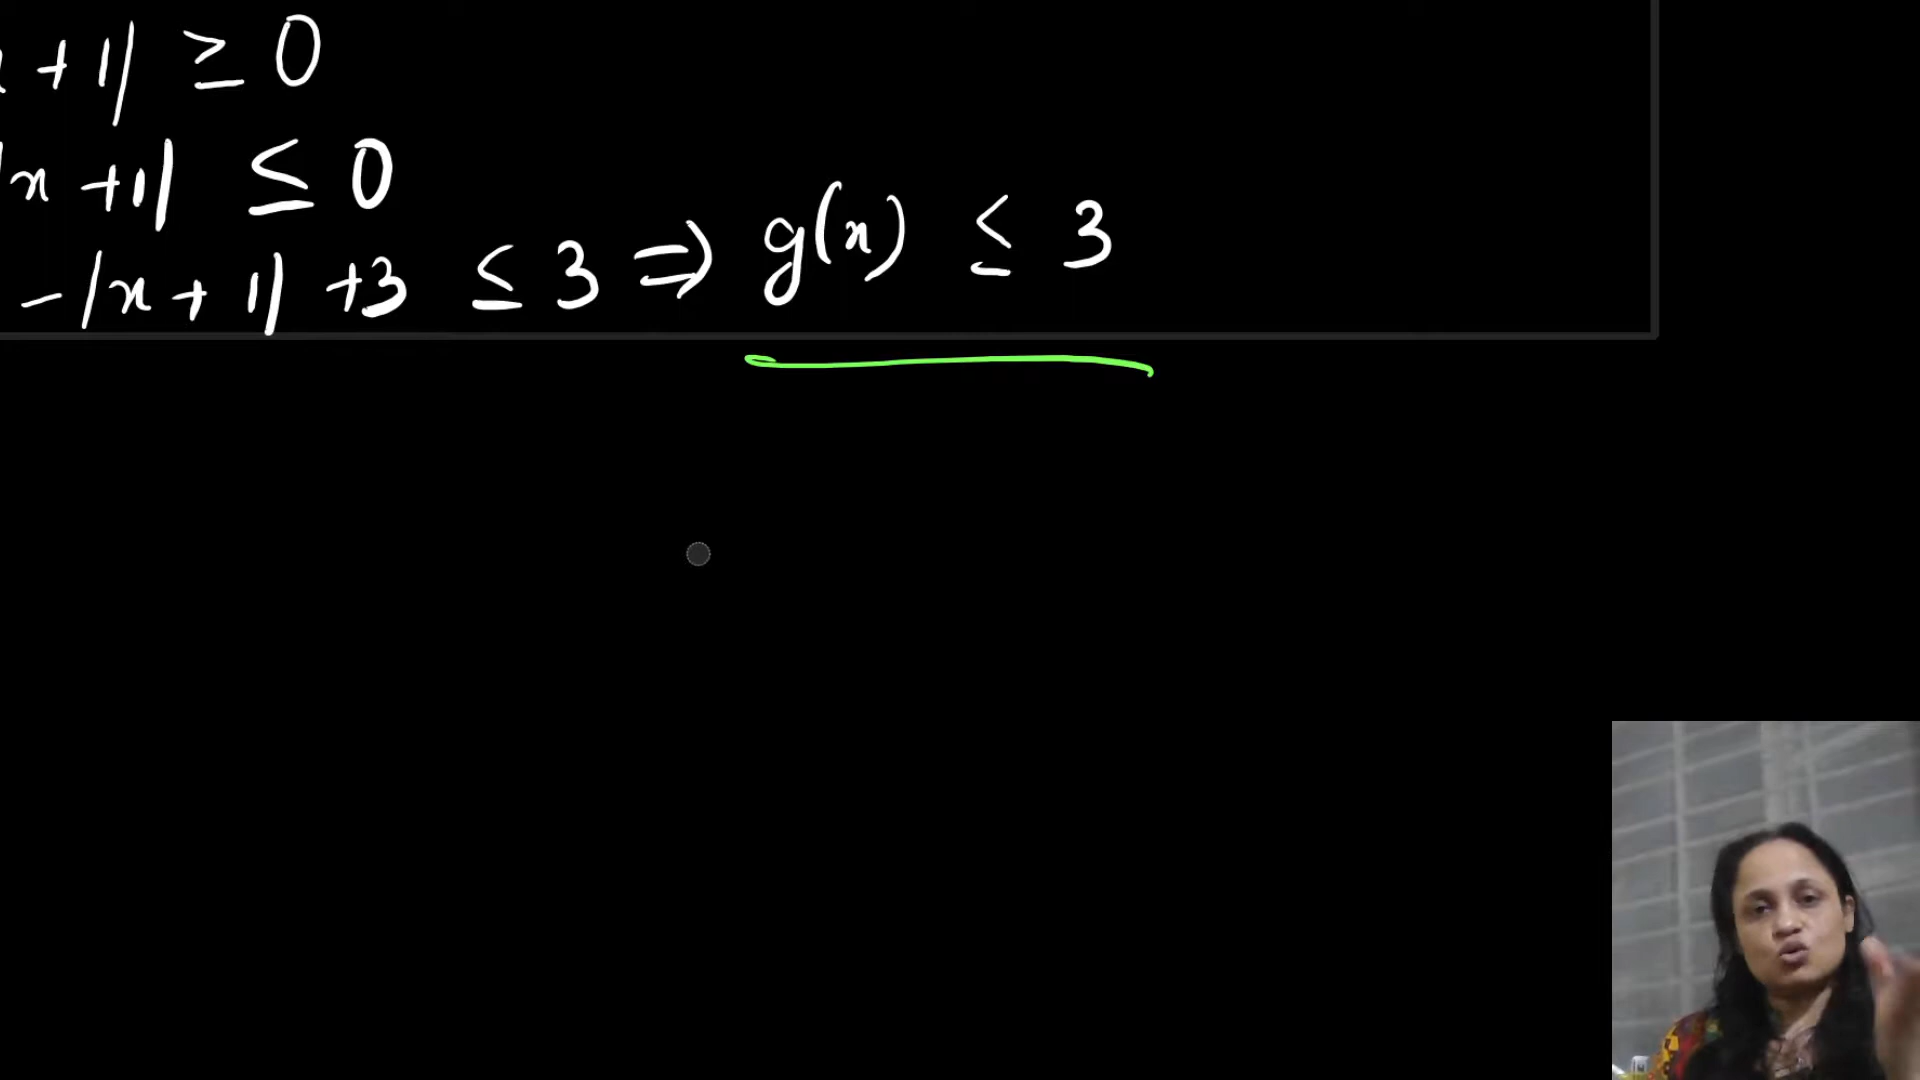 +1| ≥ 0
|x +1| ≤ 0
-|x + 1| +3 ≤ 3 ⇒ g(x) ≤ 3